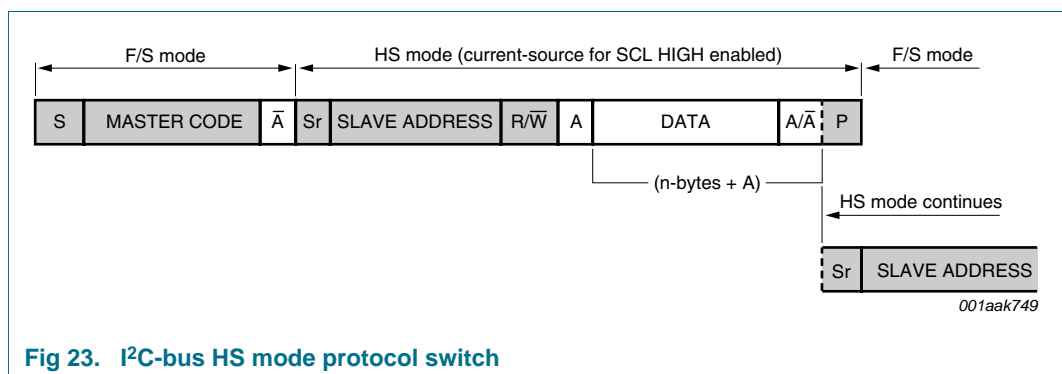 F/S mode HS mode (current-source for SCL HIGH enabled) F/S mode
S MASTER CODE A̅ Sr SLAVE ADDRESS R/W̅ A DATA A/A̅ P
(n-bytes + A)
HS mode continues
Sr SLAVE ADDRESS
001aak749
Fig 23. I²C-bus HS mode protocol switch